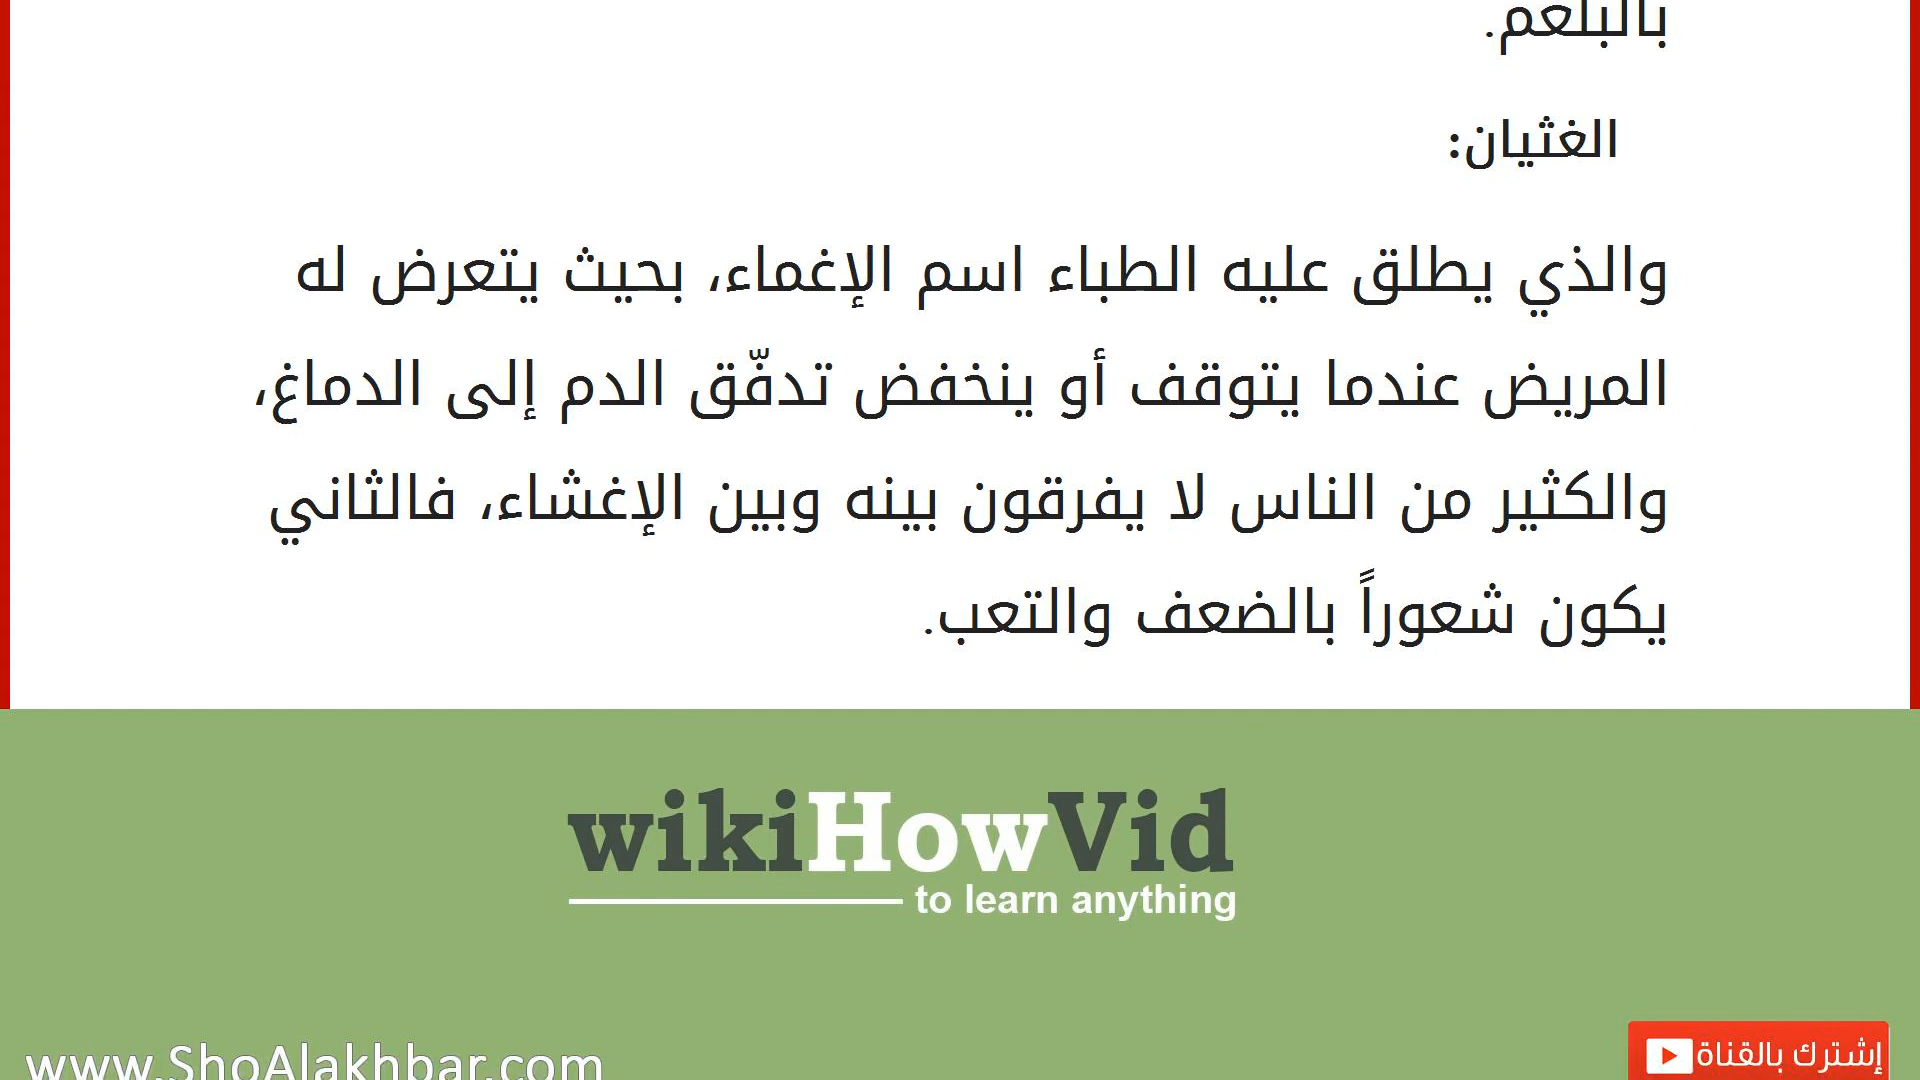 بالبلغم.
الغثيان:
والذي يطلق عليه الطباء اسم الإغماء، بحيث يتعرض له
المريض عندما يتوقف أو ينخفض تدفّق الدم إلى الدماغ،
والكثير من الناس لا يفرقون بينه وبين الإغشاء، فالثاني
يكون شعوراً بالضعف والتعب.
wikiHowVid
to learn anything
www.ShoAlakhbar.com
إشترك بالقناة